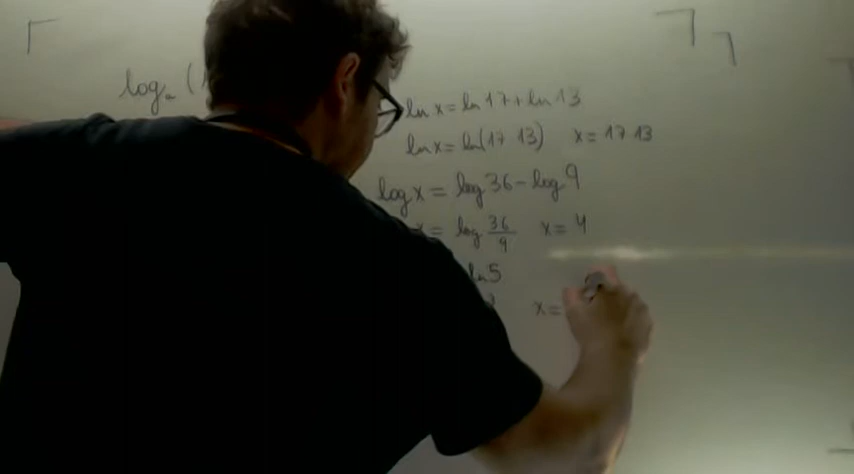 logₐ (
ln x = ln 17 + ln 13
ln x = ln(17 13) x = 17 13
log x = log 36 - log 9
x = log 36/9 x = 4
ln 5
x =